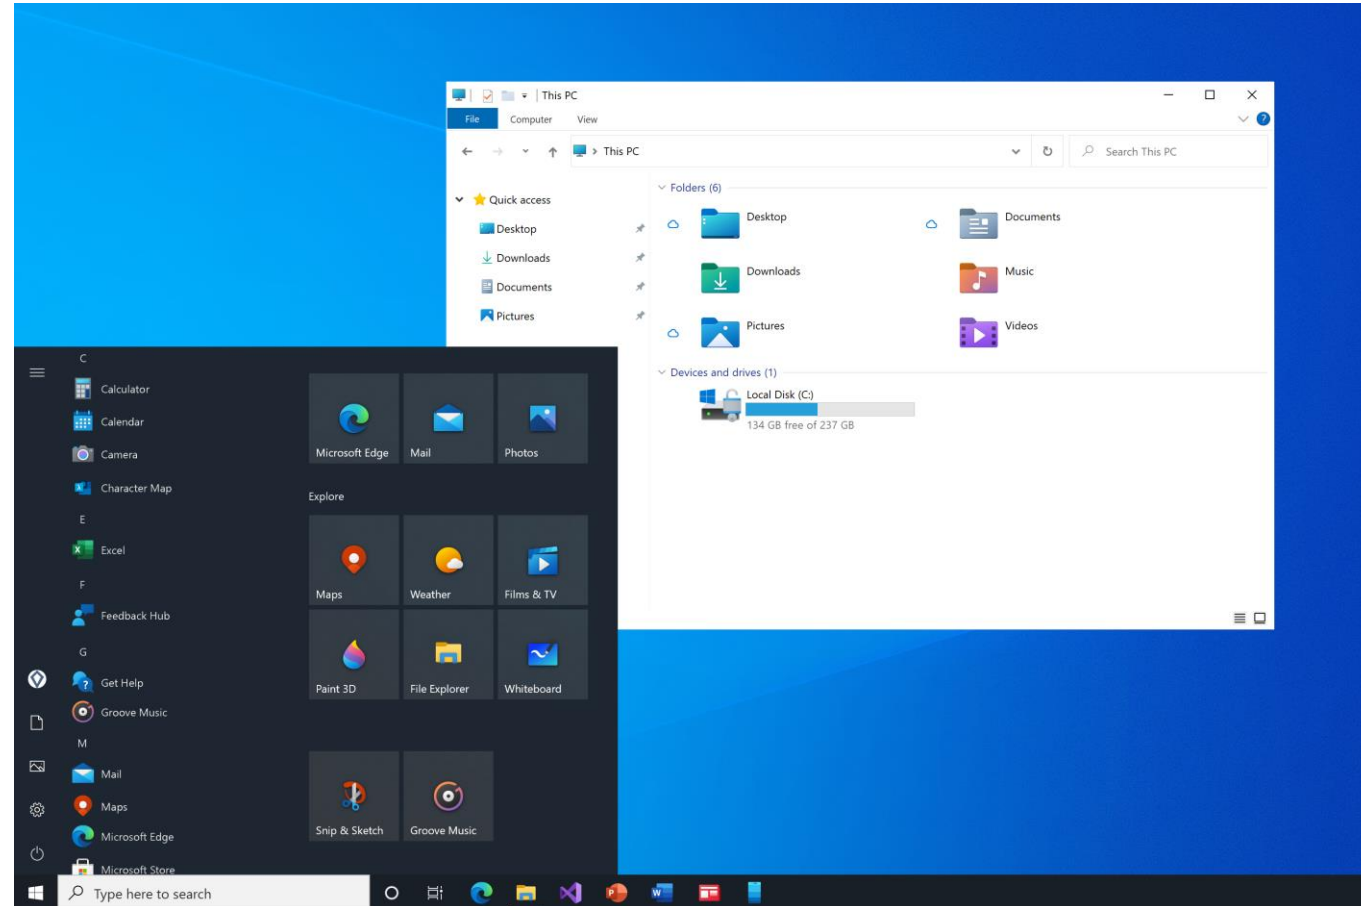 This PC
File Computer View
This PC
Search This PC
Quick access
Desktop
Downloads
Documents
Pictures
Folders (6)
Desktop
Documents
Downloads
Music
Pictures
Videos
Devices and drives (1)
Local Disk (C:)
134 GB free of 237 GB
C
Calculator
Calendar
Camera
Character Map
E
Excel
F
Feedback Hub
G
Get Help
Groove Music
M
Mail
Maps
Microsoft Edge
Microsoft Store
Microsoft Edge
Mail
Photos
Explore
Maps
Weather
Films & TV
Paint 3D
File Explorer
Whiteboard
Snip & Sketch
Groove Music
Type here to search